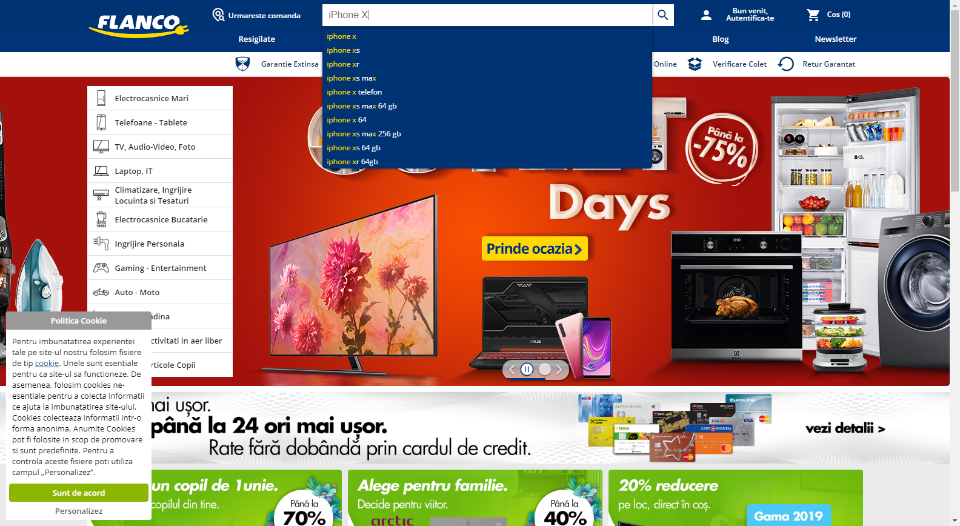 FLANCO
Urmareste comanda
iPhone X
Bun venit,
Autentifica-te
Cos (0)
Resigilate
Blog
Newsletter
iphone x
iphone xs
iphone xr
iphone xs max
iphone x telefon
iphone xs max 64 gb
iphone x 64
iphone xs max 256 gb
iphone xs 64 gb
iphone xr 64gb
Garantie Extinsa
Online
Verificare Colet
Retur Garantat
Electrocasnice Mari
Telefoane - Tablete
TV, Audio-Video, Foto
Laptop, IT
Climatizare, Ingrijire
Locuinta si Tesaturi
Electrocasnice Bucatarie
Ingrijire Personala
Gaming - Entertainment
Auto - Moto
adina
ctivitati in aer liber
rticole Copii
Până la
-75%
Days
Prinde ocazia
Politica Cookie
Pentru imbunatatirea experientei
tale pe site-ul nostru folosim fisiere
de tip cookie. Unele sunt esentiale
pentru ca site-ul sa functioneze. De
asemenea, folosim cookies ne-
esentiale pentru a colecta informatii
ce ajuta la imbunatatirea site-ului.
Cookies colecteaza informatii intr-o
forma anonima. Anumite Cookies
pot fi folosite in scop de promovare
si sunt predefinite. Pentru a
controla aceste fisiere poti utiliza
campul „Personalizez”.
Sunt de acord
Personalizez
mai ușor.
până la 24 ori mai ușor.
Rate fără dobândă prin cardul de credit.
vezi detalii >
un copil de 1unie.
copilul din tine.
Până la
70%
Alege pentru familie.
Decide pentru viitor.
arctic
Până la
40%
20% reducere
pe loc, direct în coș.
Gama 2019